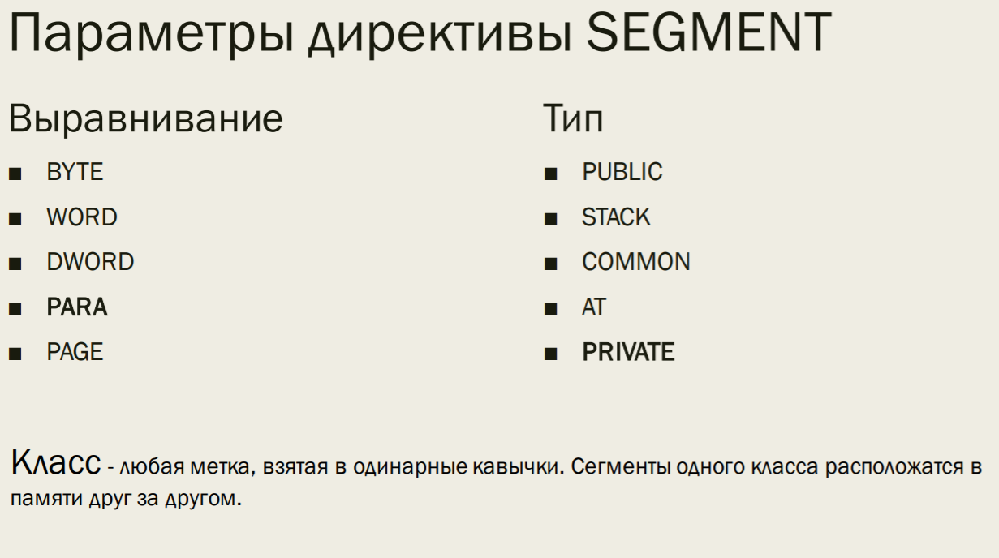 Параметры директивы SEGMENT
Выравнивание
■ BYTE
■ WORD
■ DWORD
■ PARA
■ PAGE
Тип
■ PUBLIC
■ STACK
■ COMMON
■ AT
■ PRIVATE
Класс - любая метка, взятая в одинарные кавычки. Сегменты одного класса расположатся в
памяти друг за другом.